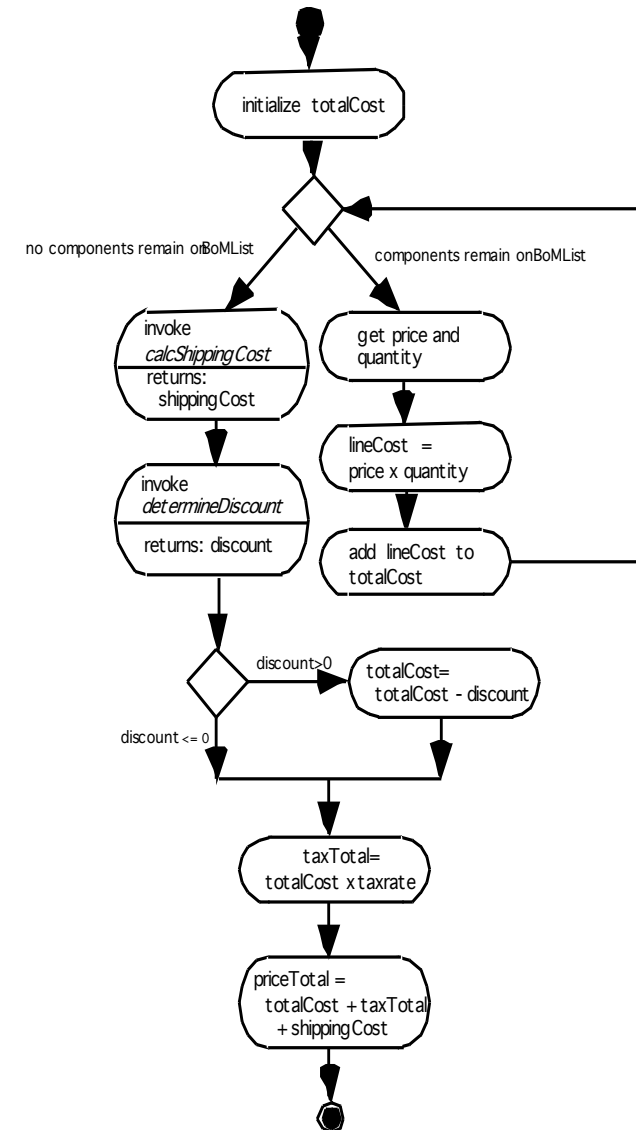 initialize totalCost
no components remain onBoMList
components remain onBoMList
invoke
calcShippingCost
returns:
shippingCost
get price and
quantity
lineCost =
price x quantity
invoke
determineDiscount
returns: discount
add lineCost to
totalCost
discount>0
totalCost=
totalCost - discount
discount <= 0
taxTotal=
totalCost x taxrate
priceTotal =
totalCost + taxTotal
+ shippingCost